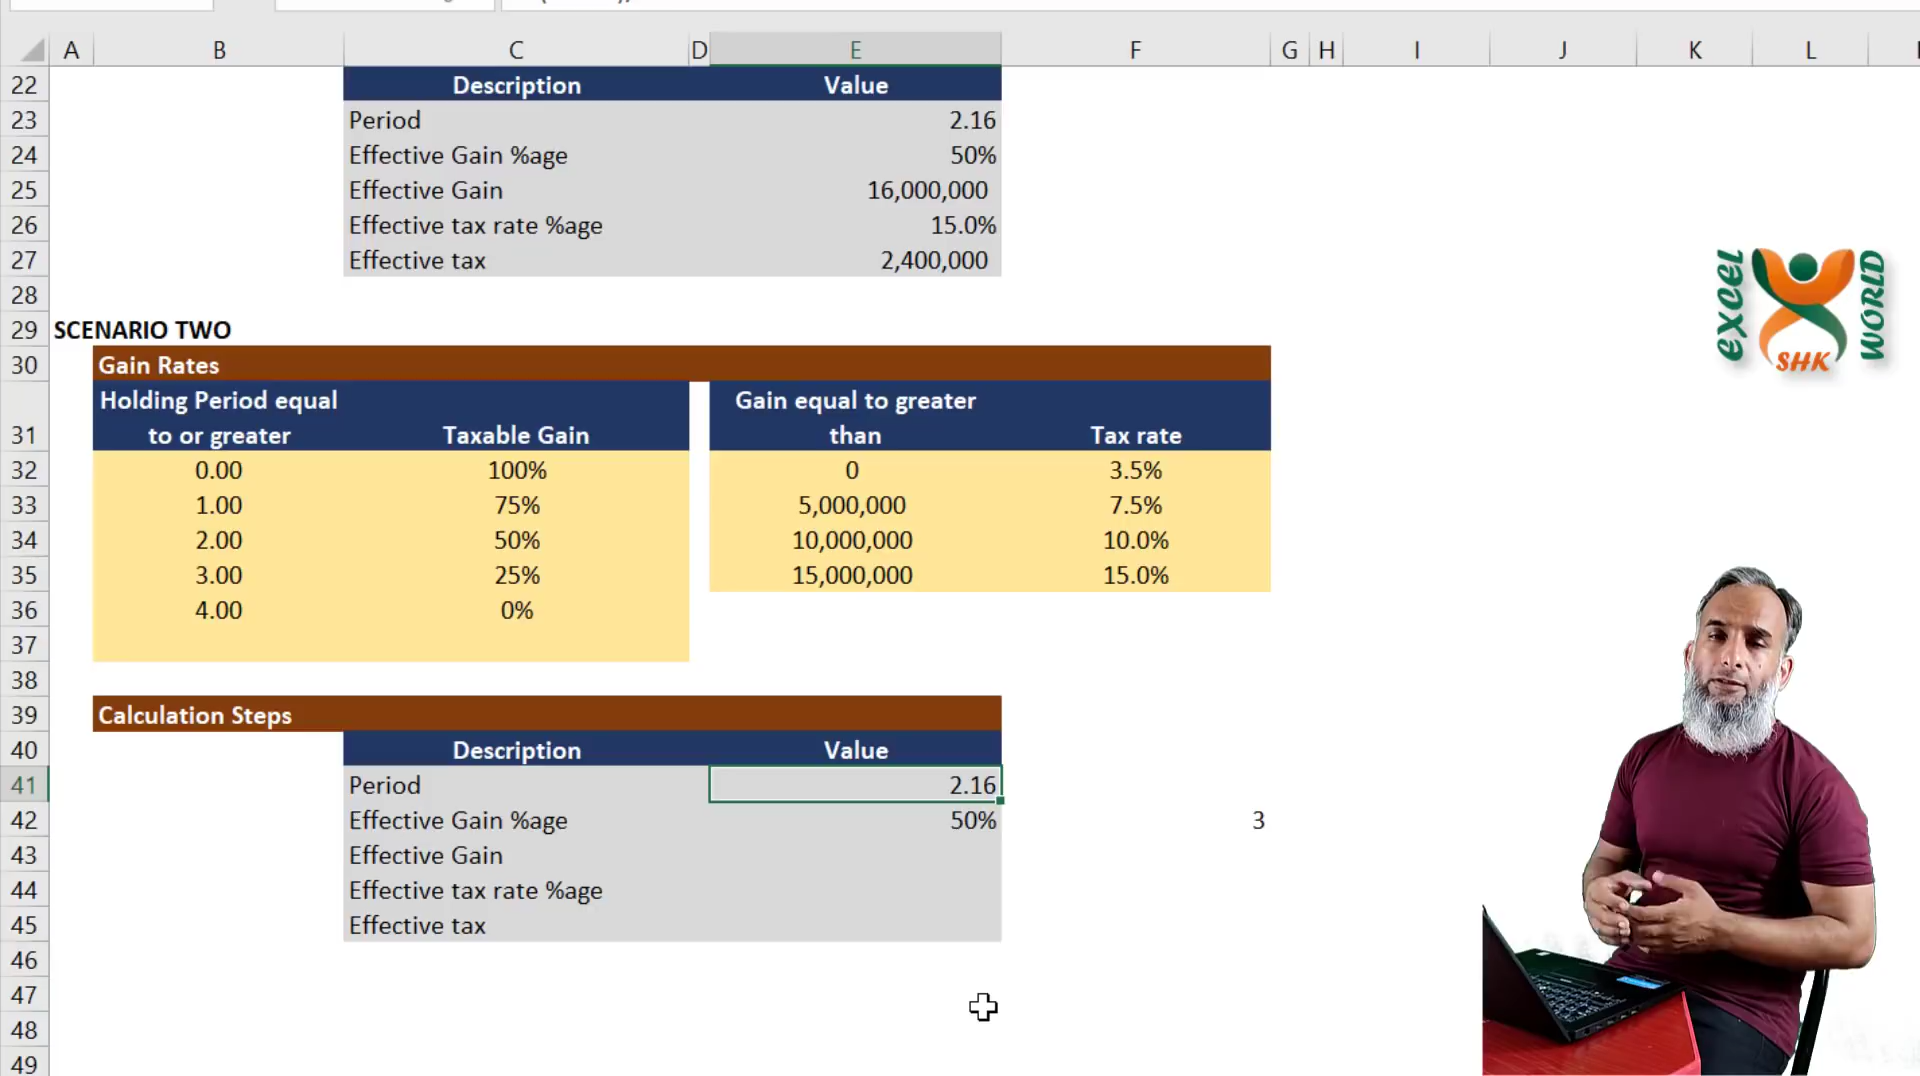 A B C D E F G H I J K L
22 Description Value
23 Period 2.16
24 Effective Gain %age 50%
25 Effective Gain 16,000,000
26 Effective tax rate %age 15.0%
27 Effective tax 2,400,000
28
29 SCENARIO TWO
30 Gain Rates
Holding Period equal Gain equal to greater
31 to or greater Taxable Gain than Tax rate
32 0.00 100% 0 3.5%
33 1.00 75% 5,000,000 7.5%
34 2.00 50% 10,000,000 10.0%
35 3.00 25% 15,000,000 15.0%
36 4.00 0%
37
38
39 Calculation Steps
40 Description Value
41 Period 2.16
42 Effective Gain %age 50% 3
43 Effective Gain
44 Effective tax rate %age
45 Effective tax
46
47
48
49
eXCEL
WORLD
SHK